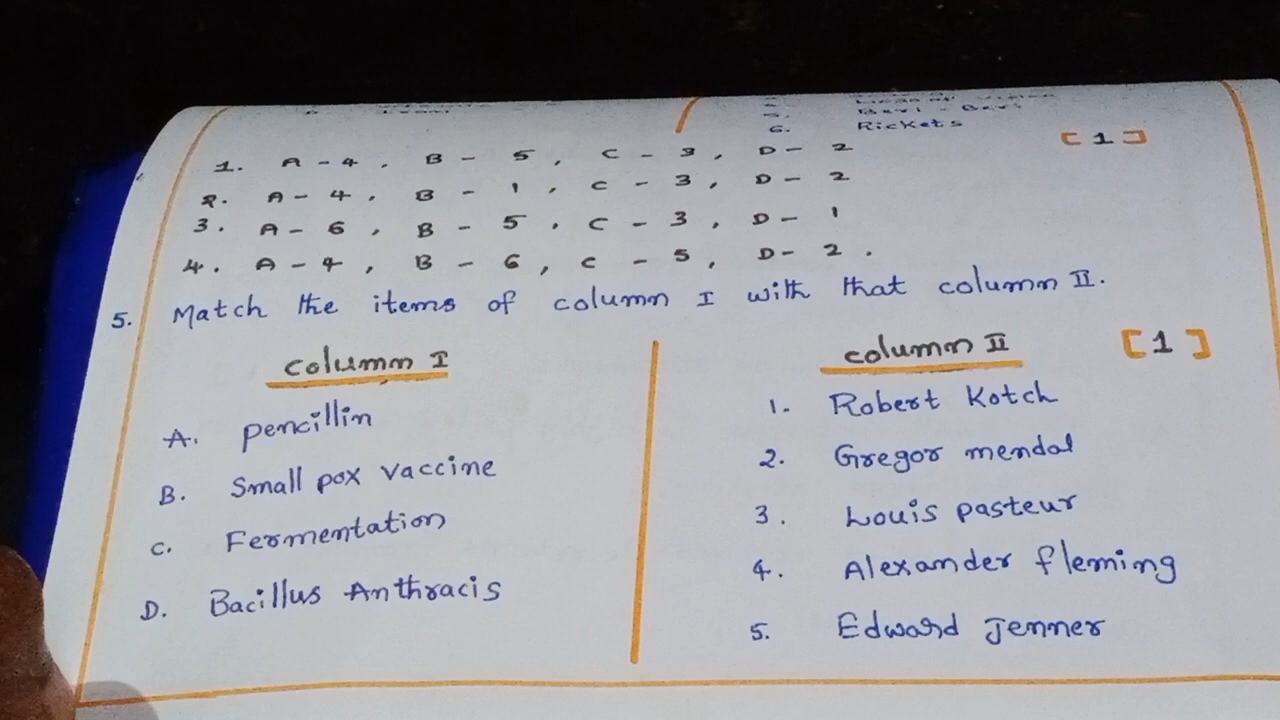 Beri - Beri
6. Rickets
1. A - 4 , B - 5 , C - 3 , D - 2 [1]
2. A - 4 , B - 1 , C - 3 , D - 2
3. A - 6 , B - 5 , C - 3 , D - 1
4. A - 4 , B - 6 , C - 5 , D - 2 .
5. Match the items of column I with that column II.
column I column II [1]
A. pencillin 1. Robert Kotch
B. Small pox vaccine 2. Gregor mendal
C. Fermentation 3. Louis pasteur
D. Bacillus Anthracis 4. Alexander fleming
5. Edward Jenner